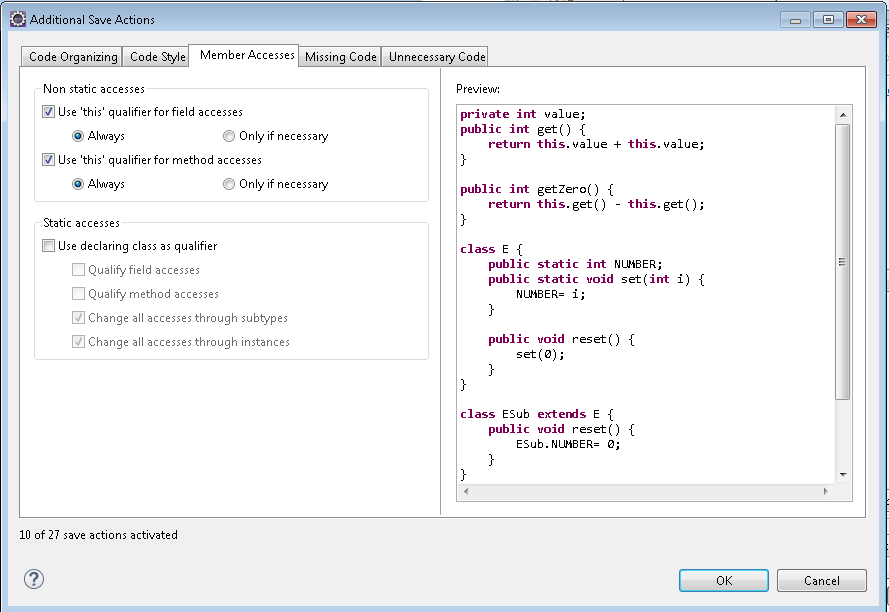 Additional Save Actions
Code Organizing Code Style Member Accesses Missing Code Unnecessary Code
Non static accesses
Use 'this' qualifier for field accesses
Always Only if necessary
Use 'this' qualifier for method accesses
Always Only if necessary
Static accesses
Use declaring class as qualifier
Qualify field accesses
Qualify method accesses
Change all accesses through subtypes
Change all accesses through instances
Preview:
private int value;
public int get() {
    return this.value + this.value;
}

public int getZero() {
    return this.get() - this.get();
}

class E {
    public static int NUMBER;
    public static void set(int i) {
        NUMBER= i;
    }

    public void reset() {
        set(0);
    }
}

class ESub extends E {
    public void reset() {
        ESub.NUMBER= 0;
    }
}
10 of 27 save actions activated
?
OK Cancel